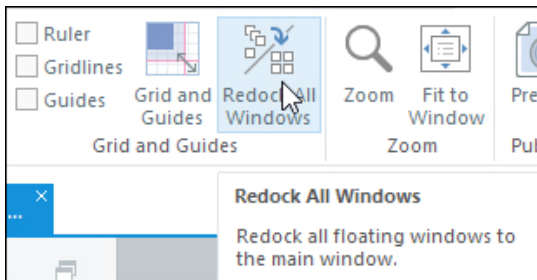 Ruler
Gridlines
Guides
Grid and
Guides
Redock All
Windows
Grid and Guides
Zoom
Fit to
Window
Zoom
...
Redock All Windows
Redock all floating windows to
the main window.